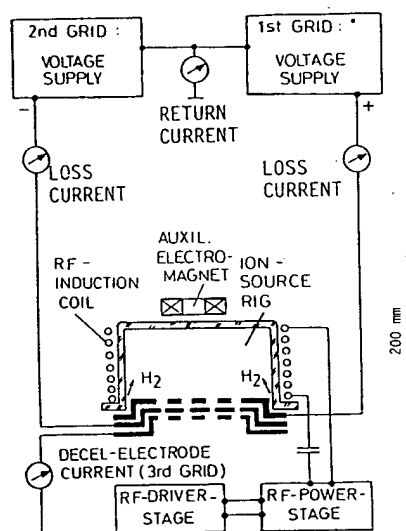 2nd GRID :
VOLTAGE
SUPPLY
1st GRID :
VOLTAGE
SUPPLY
RETURN
CURRENT
−
+
LOSS
CURRENT
LOSS
CURRENT
AUXIL.
ELECTRO-
MAGNET
RF-
INDUCTION
COIL
ION-
SOURCE
RIG
200 mm
H2
H2
DECEL-ELECTRODE
CURRENT (3rd GRID)
RF-DRIVER-
STAGE
RF-POWER-
STAGE